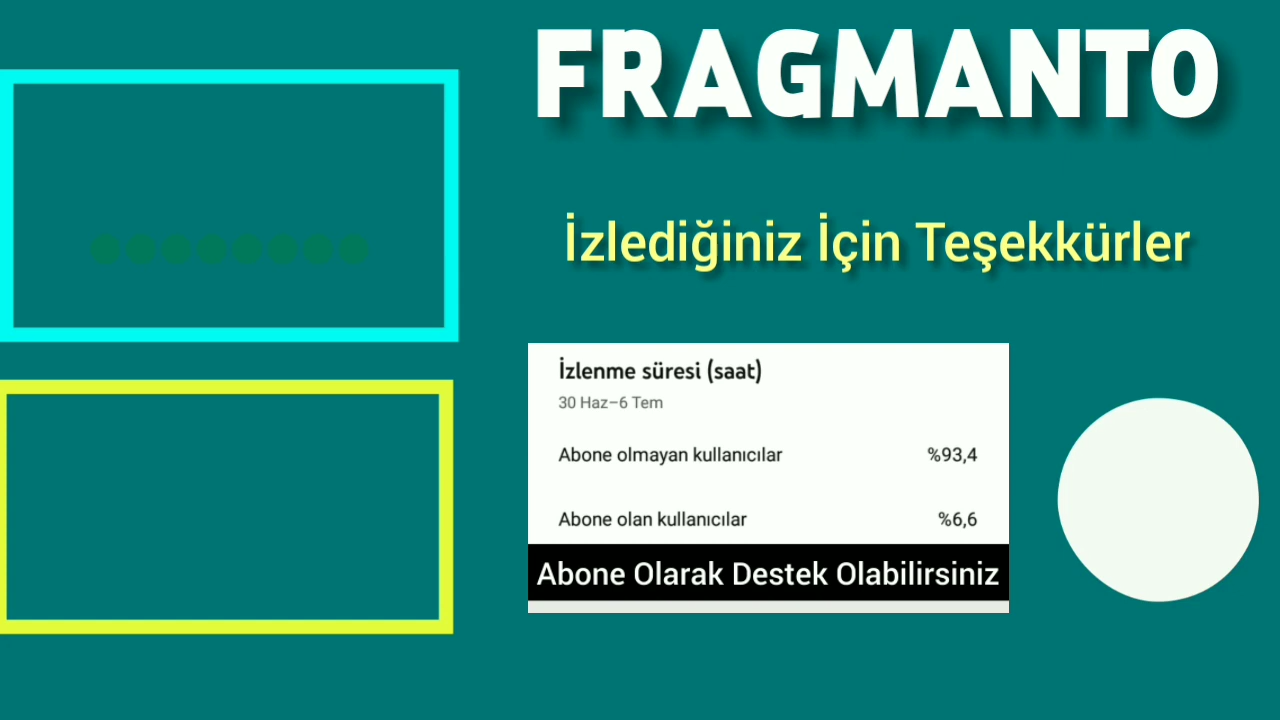 FRAGMANTO
İzlediğiniz İçin Teşekkürler
İzlenme süresi (saat)
30 Haz–6 Tem
Abone olmayan kullanıcılar %93,4
Abone olan kullanıcılar %6,6
Abone Olarak Destek Olabilirsiniz